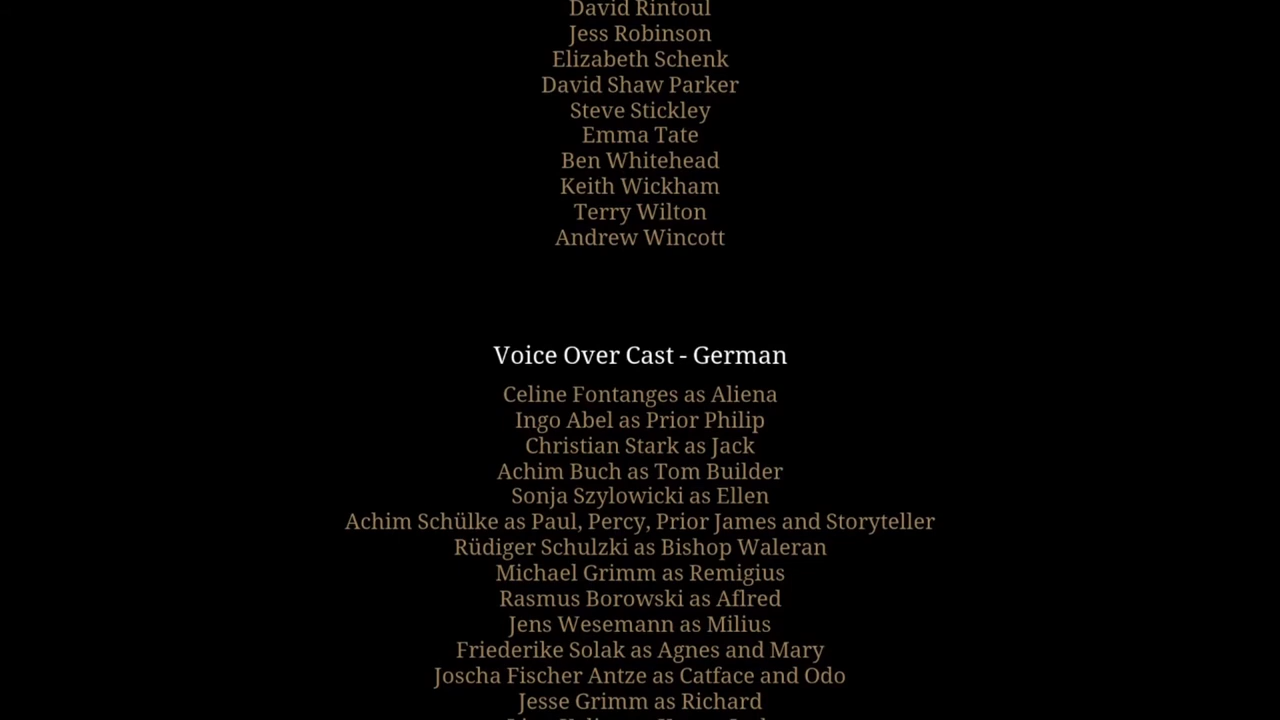 David Rintoul
Jess Robinson
Elizabeth Schenk
David Shaw Parker
Steve Stickley
Emma Tate
Ben Whitehead
Keith Wickham
Terry Wilton
Andrew Wincott
Voice Over Cast - German
Celine Fontanges as Aliena
Ingo Abel as Prior Philip
Christian Stark as Jack
Achim Buch as Tom Builder
Sonja Szylowicki as Ellen
Achim Schülke as Paul, Percy, Prior James and Storyteller
Rüdiger Schulzki as Bishop Waleran
Michael Grimm as Remigius
Rasmus Borowski as Aflred
Jens Wesemann as Milius
Friederike Solak as Agnes and Mary
Joscha Fischer Antze as Catface and Odo
Jesse Grimm as Richard